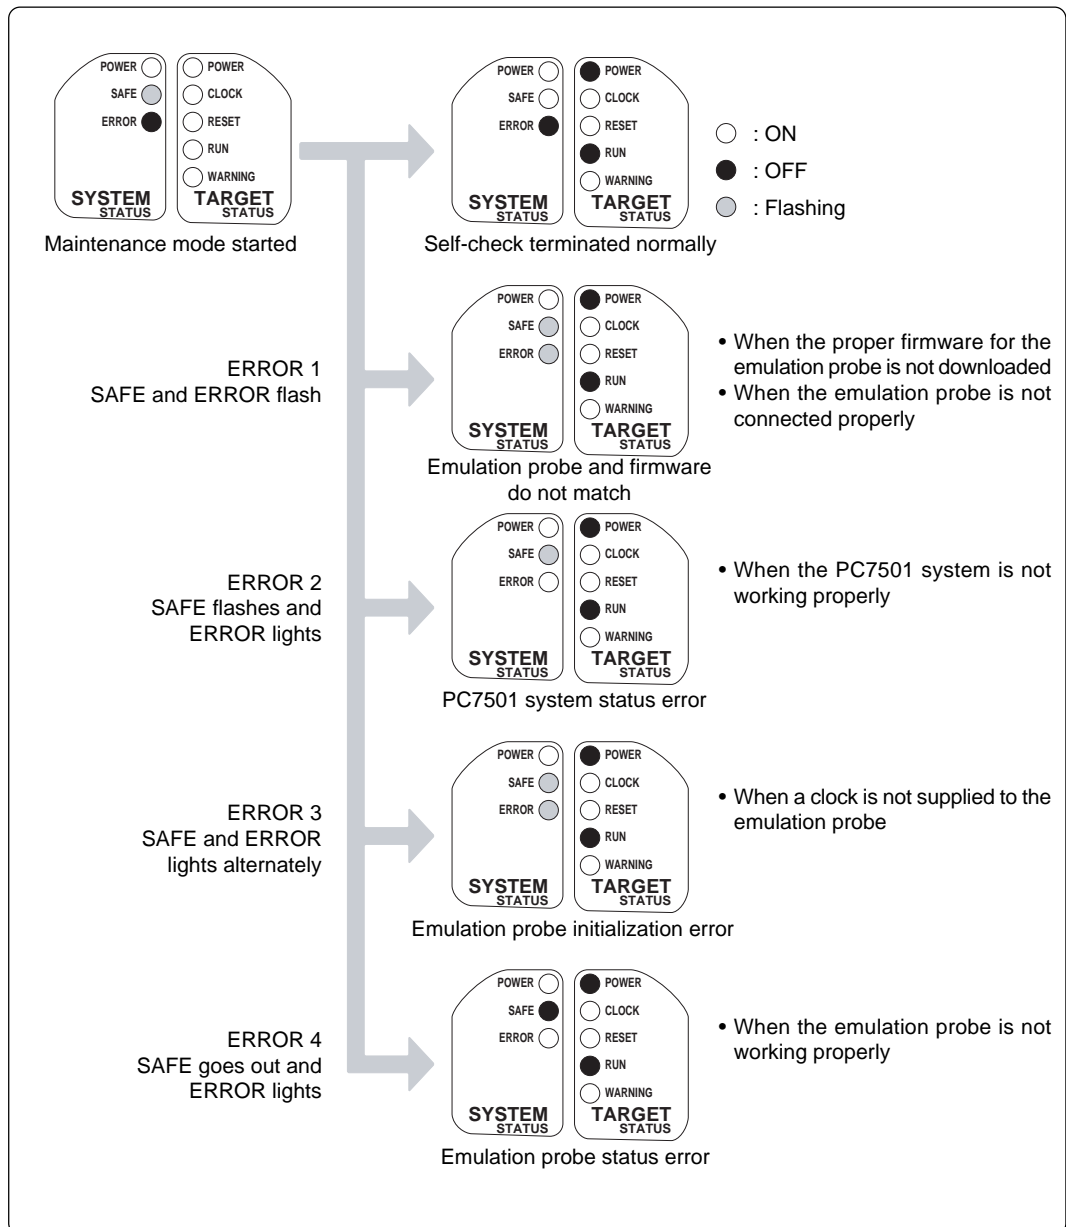 POWER
SAFE
ERROR
SYSTEM
STATUS
POWER
CLOCK
RESET
RUN
WARNING
TARGET
STATUS
Maintenance mode started
POWER
SAFE
ERROR
SYSTEM
STATUS
POWER
CLOCK
RESET
RUN
WARNING
TARGET
STATUS
Self-check terminated normally
: ON
: OFF
: Flashing
ERROR 1
SAFE and ERROR flash
POWER
SAFE
ERROR
SYSTEM
STATUS
POWER
CLOCK
RESET
RUN
WARNING
TARGET
STATUS
Emulation probe and firmware
do not match
• When the proper firmware for the
emulation probe is not downloaded
• When the emulation probe is not
connected properly
ERROR 2
SAFE flashes and
ERROR lights
POWER
SAFE
ERROR
SYSTEM
STATUS
POWER
CLOCK
RESET
RUN
WARNING
TARGET
STATUS
PC7501 system status error
• When the PC7501 system is not
working properly
ERROR 3
SAFE and ERROR
lights alternately
POWER
SAFE
ERROR
SYSTEM
STATUS
POWER
CLOCK
RESET
RUN
WARNING
TARGET
STATUS
Emulation probe initialization error
• When a clock is not supplied to the
emulation probe
ERROR 4
SAFE goes out and
ERROR lights
POWER
SAFE
ERROR
SYSTEM
STATUS
POWER
CLOCK
RESET
RUN
WARNING
TARGET
STATUS
Emulation probe status error
• When the emulation probe is not
working properly